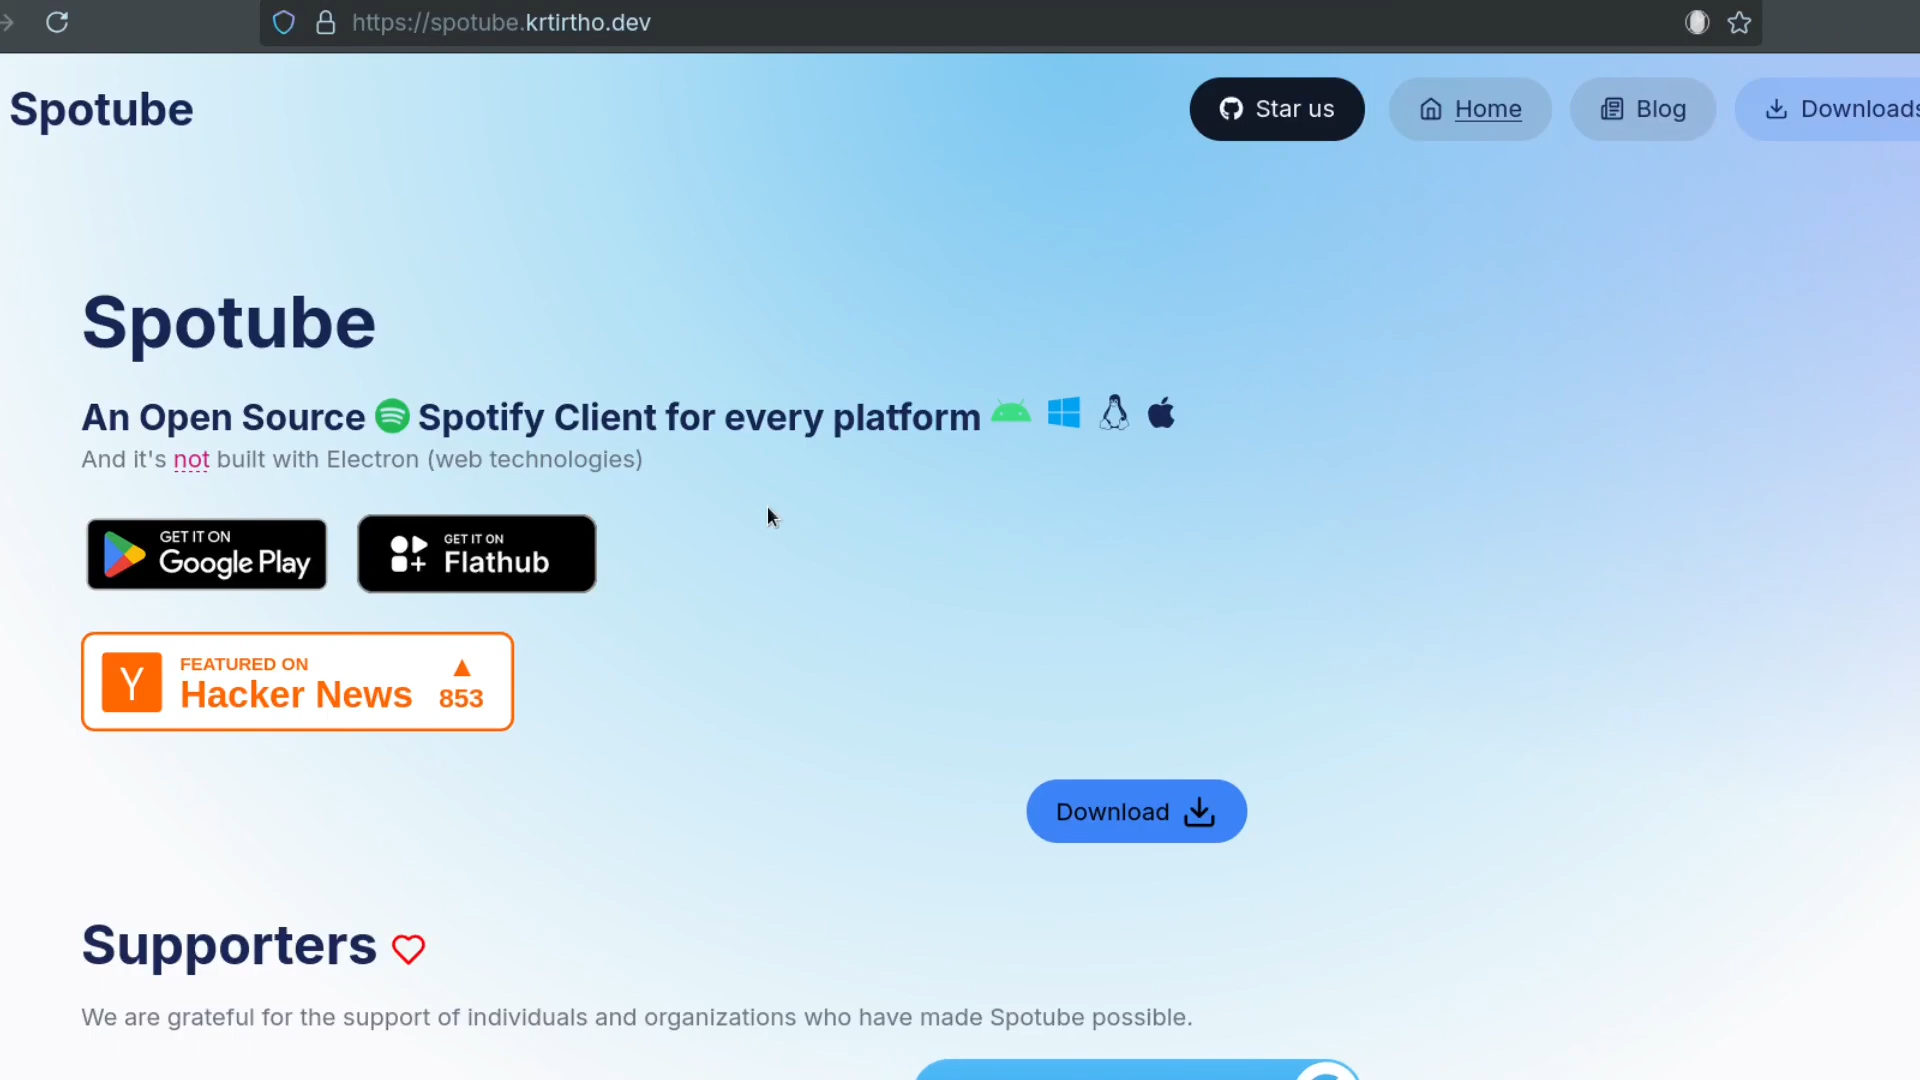 https://spotube.krtirtho.dev
Spotube
Star us
Home
Blog
Downloads
Spotube
An Open Source Spotify Client for every platform
And it's not built with Electron (web technologies)
GET IT ON
Google Play
GET IT ON
Flathub
FEATURED ON
Hacker News
853
Download
Supporters
We are grateful for the support of individuals and organizations who have made Spotube possible.